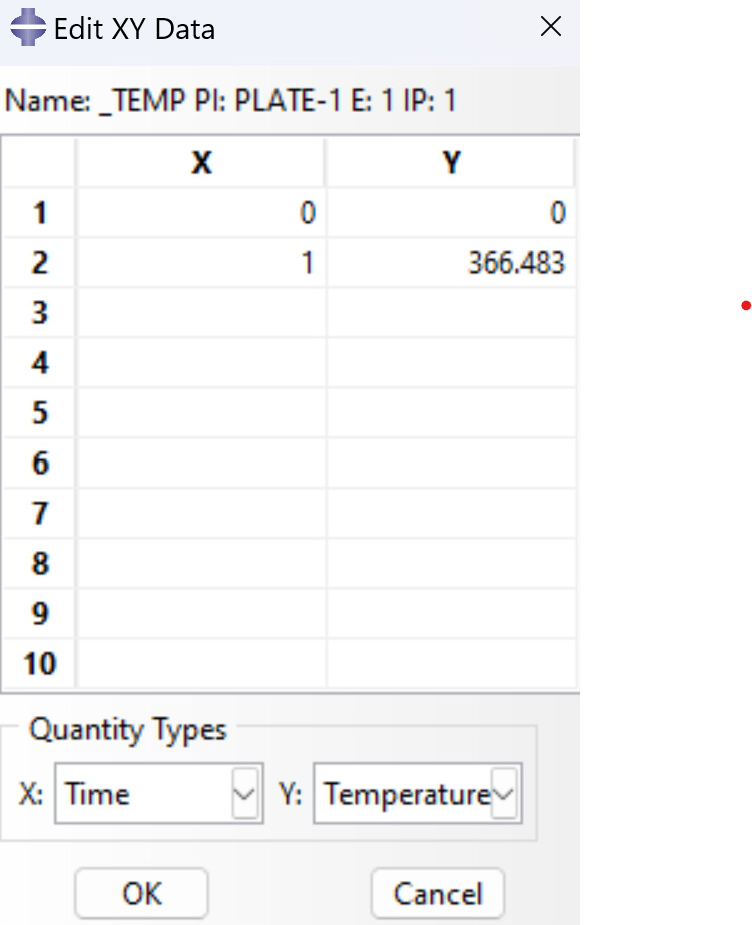 Edit XY Data
Name: _TEMP PI: PLATE-1 E: 1 IP: 1
X Y
1 0 0
2 1 366.483
3
4
5
6
7
8
9
10
Quantity Types
X: Time Y: Temperature
OK Cancel